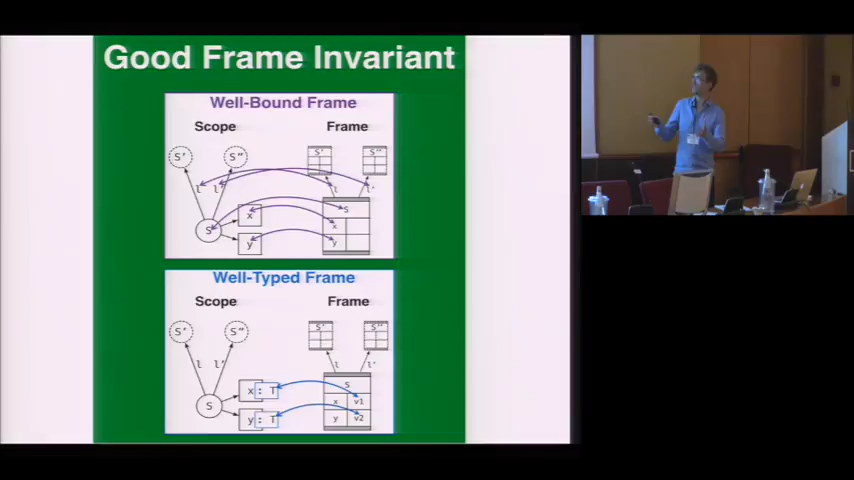 Good Frame Invariant
Well-Bound Frame
Scope Frame
S' S" S' S"
l l' l l'
S x S
y x
y
Well-Typed Frame
Scope Frame
S' S" S' S"
l l' l l'
S x : T S
y : T x v1
y v2